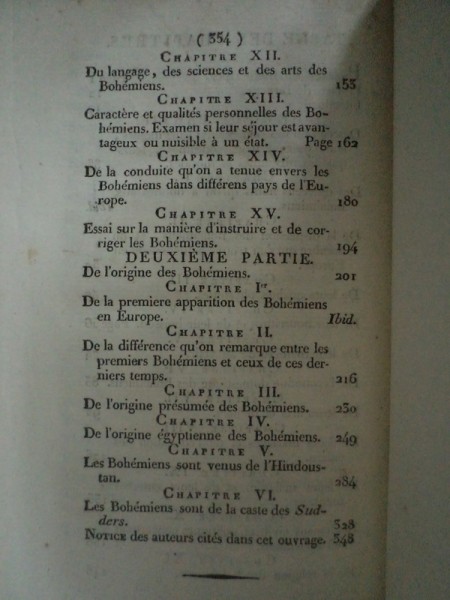 ( 354 )
CHAPITRE XII.
Du langage, des sciences et des arts des
Bohémiens. 153
CHAPITRE XIII.
Caractère et qualités personnelles des Bo-
hémiens. Examen si leur séjour est avan-
tageux ou nuisible à un état. Page 162
CHAPITRE XIV.
De la conduite qu'on a tenue envers les
Bohémiens dans différens pays de l'Eu-
rope. 180
CHAPITRE XV.
Essai sur la manière d'instruire et de cor-
riger les Bohémiens. 194
DEUXIÈME PARTIE.
De l'origine des Bohémiens. 201
CHAPITRE Ier.
De la premiere apparition des Bohémiens
en Europe. Ibid.
CHAPITRE II.
De la différence qu'on remarque entre les
premiers Bohémiens et ceux de ces der-
niers temps. 216
CHAPITRE III.
De l'origine présumée des Bohémiens. 230
CHAPITRE IV.
De l'origine égyptienne des Bohémiens. 249
CHAPITRE V.
Les Bohémiens sont venus de l'Hindous-
tan. 284
CHAPITRE VI.
Les Bohémiens sont de la caste des Sud-
ders. 328
NOTICE des auteurs cités dans cet ouvrage. 348